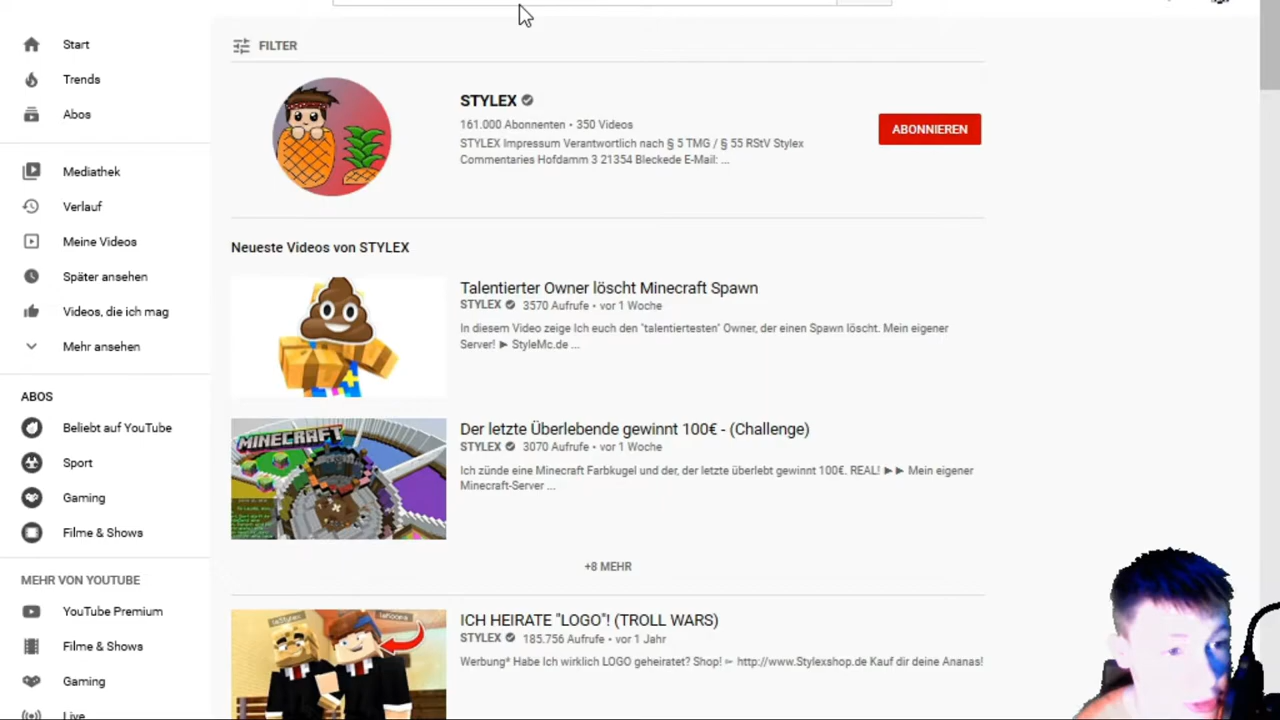 Start
Trends
Abos
Mediathek
Verlauf
Meine Videos
Später ansehen
Videos, die ich mag
Mehr ansehen
ABOS
Beliebt auf YouTube
Sport
Gaming
Filme & Shows
MEHR VON YOUTUBE
YouTube Premium
Filme & Shows
Gaming
Live
FILTER
STYLEX
161.000 Abonnenten • 350 Videos
STYLEX Impressum Verantwortlich nach § 5 TMG / § 55 RStV Stylex
Commentaries Hofdamm 3 21354 Bleckede E-Mail: ...
ABONNIEREN
Neueste Videos von STYLEX
Talentierter Owner löscht Minecraft Spawn
STYLEX 3570 Aufrufe • vor 1 Woche
In diesem Video zeige Ich euch den "talentiertesten" Owner, der einen Spawn löscht. Mein eigener
Server! ► StyleMc.de ...
MINECRAFT
Der letzte Überlebende gewinnt 100€ - (Challenge)
STYLEX 3070 Aufrufe • vor 1 Woche
Ich zünde eine Minecraft Farbkugel und der, der letzte überlebt gewinnt 100€. REAL! ►► Mein eigener
Minecraft-Server ...
+8 MEHR
ICH HEIRATE "LOGO"! (TROLL WARS)
STYLEX 185.756 Aufrufe • vor 1 Jahr
Werbung* Habe Ich wirklich LOGO geheiratet? Shop! ► http://www.Stylexshop.de Kauf dir deine Ananas!